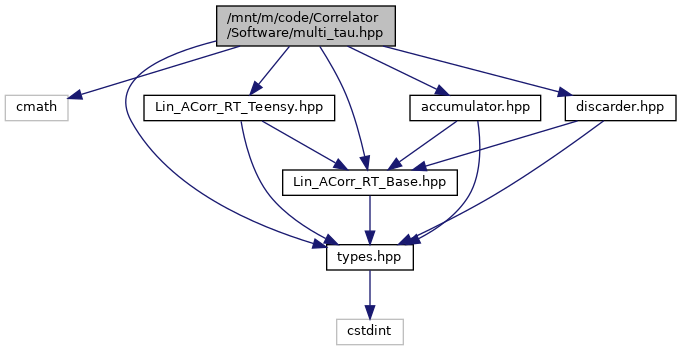 /mnt/m/code/Correlator
/Software/multi_tau.hpp
cmath
Lin_ACorr_RT_Teensy.hpp
accumulator.hpp
discarder.hpp
Lin_ACorr_RT_Base.hpp
types.hpp
cstdint